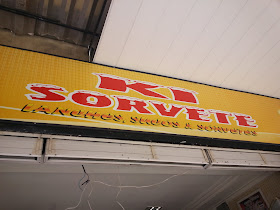 KI
SORVETE
LANCHES, SUCOS & SORVETES